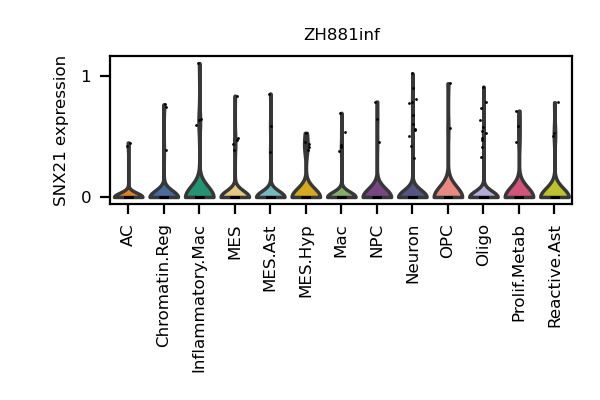 ZH881inf
SNX21 expression
1
0
AC
Chromatin.Reg
Inflammatory.Mac
MES
MES.Ast
MES.Hyp
Mac
NPC
Neuron
OPC
Oligo
Prolif.Metab
Reactive.Ast